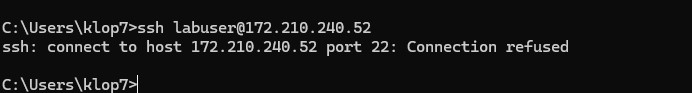 C:\Users\klop7>ssh labuser@172.210.240.52
ssh: connect to host 172.210.240.52 port 22: Connection refused
C:\Users\klop7>